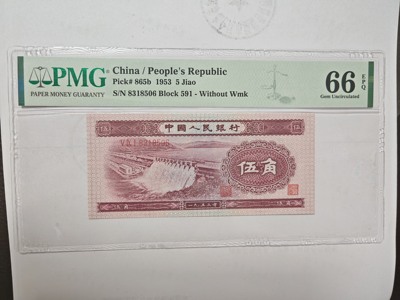 PMG
PAPER MONEY GUARANTY
China / People's Republic
Pick# 865b 1953 5 Jiao
S/N 8318506 Block 591 - Without Wmk
66 EPQ
Gem Uncirculated
中国人民银行
8318506
伍角